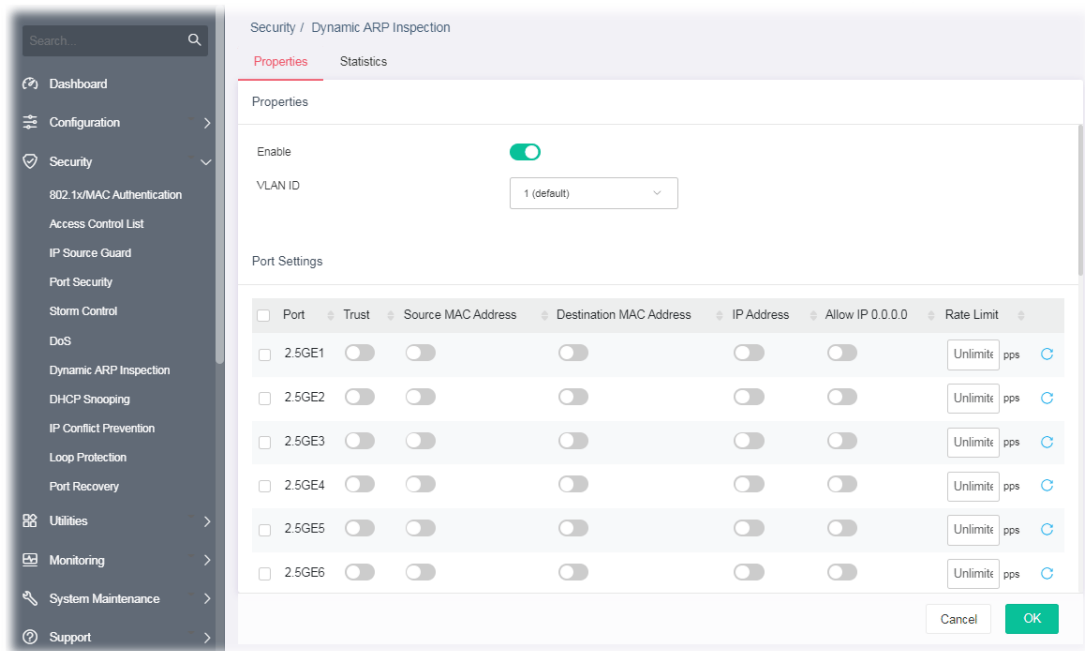 Search...
Dashboard
Configuration
Security
802.1x/MAC Authentication
Access Control List
IP Source Guard
Port Security
Storm Control
DoS
Dynamic ARP Inspection
DHCP Snooping
IP Conflict Prevention
Loop Protection
Port Recovery
Utilities
Monitoring
System Maintenance
Support
Security / Dynamic ARP Inspection
Properties Statistics
Properties
Enable
VLAN ID 1 (default)
Port Settings
Port Trust Source MAC Address Destination MAC Address IP Address Allow IP 0.0.0.0 Rate Limit
2.5GE1 Unlimite pps
2.5GE2 Unlimite pps
2.5GE3 Unlimite pps
2.5GE4 Unlimite pps
2.5GE5 Unlimite pps
2.5GE6 Unlimite pps
Cancel OK